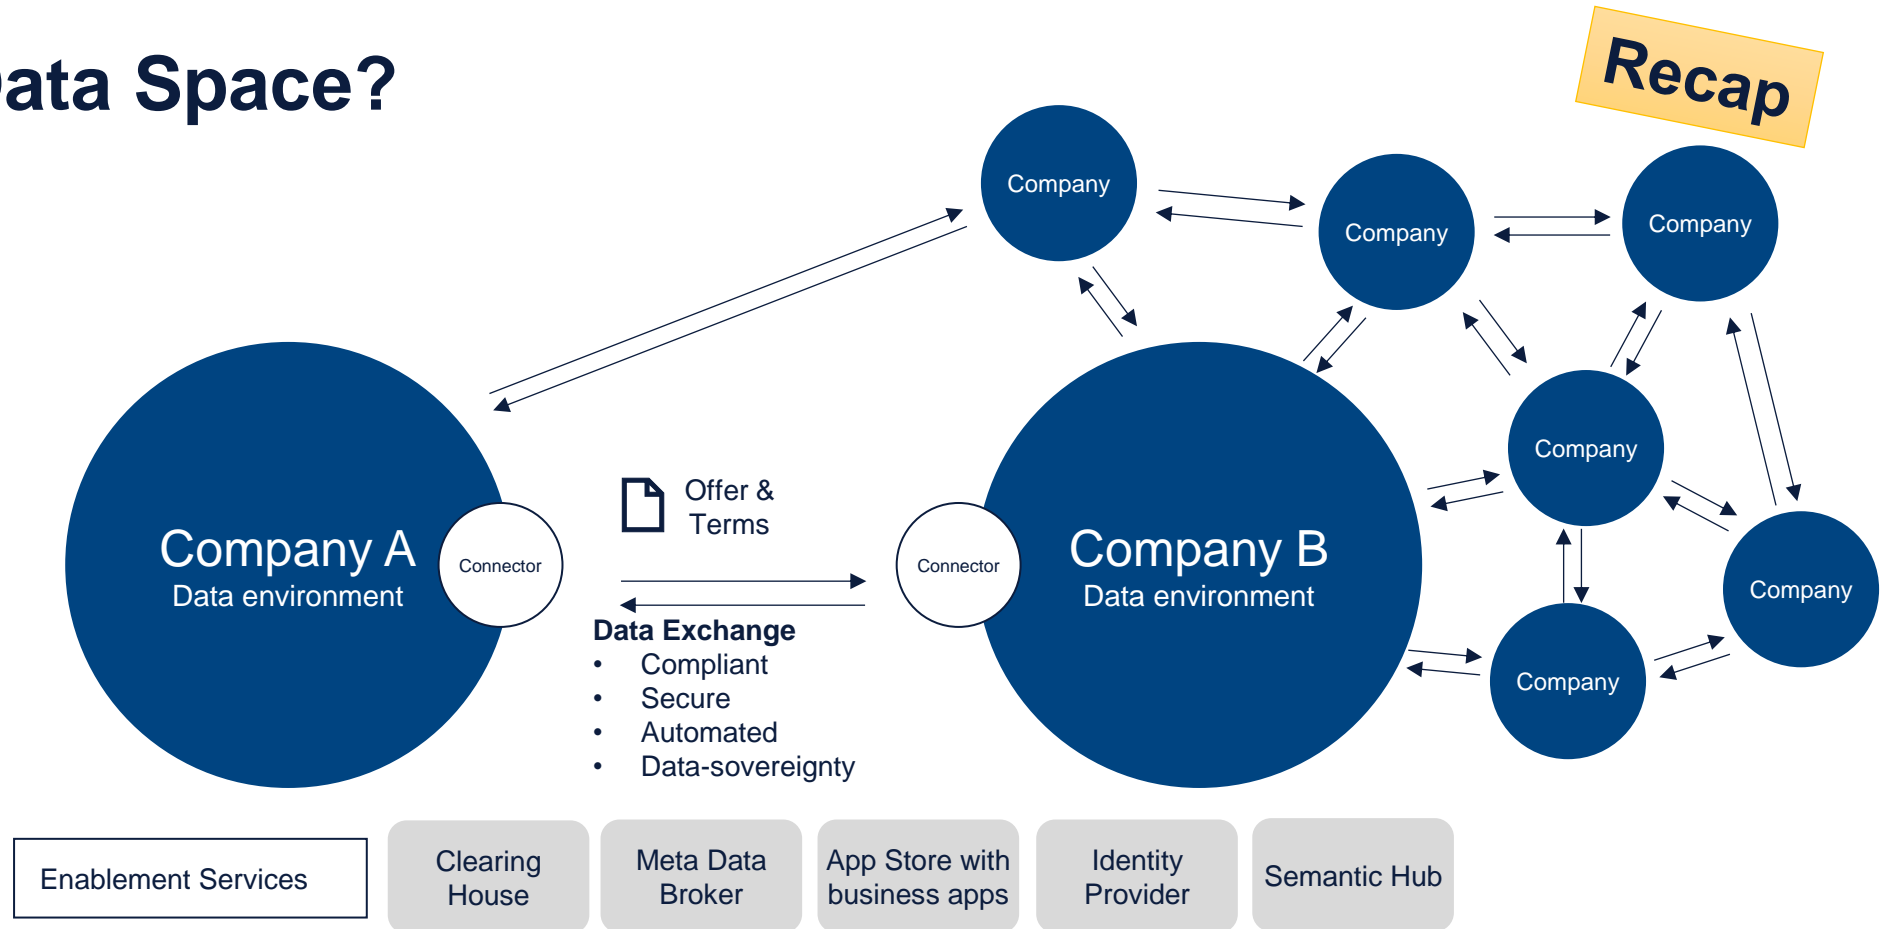 ata Space?
Recap
Company
Company
Company
Company A
Data environment
Connector
Offer &
Terms
Data Exchange
• Compliant
• Secure
• Automated
• Data-sovereignty
Connector
Company B
Data environment
Company
Company
Company
Enablement Services
Clearing
House
Meta Data
Broker
App Store with
business apps
Identity
Provider
Semantic Hub